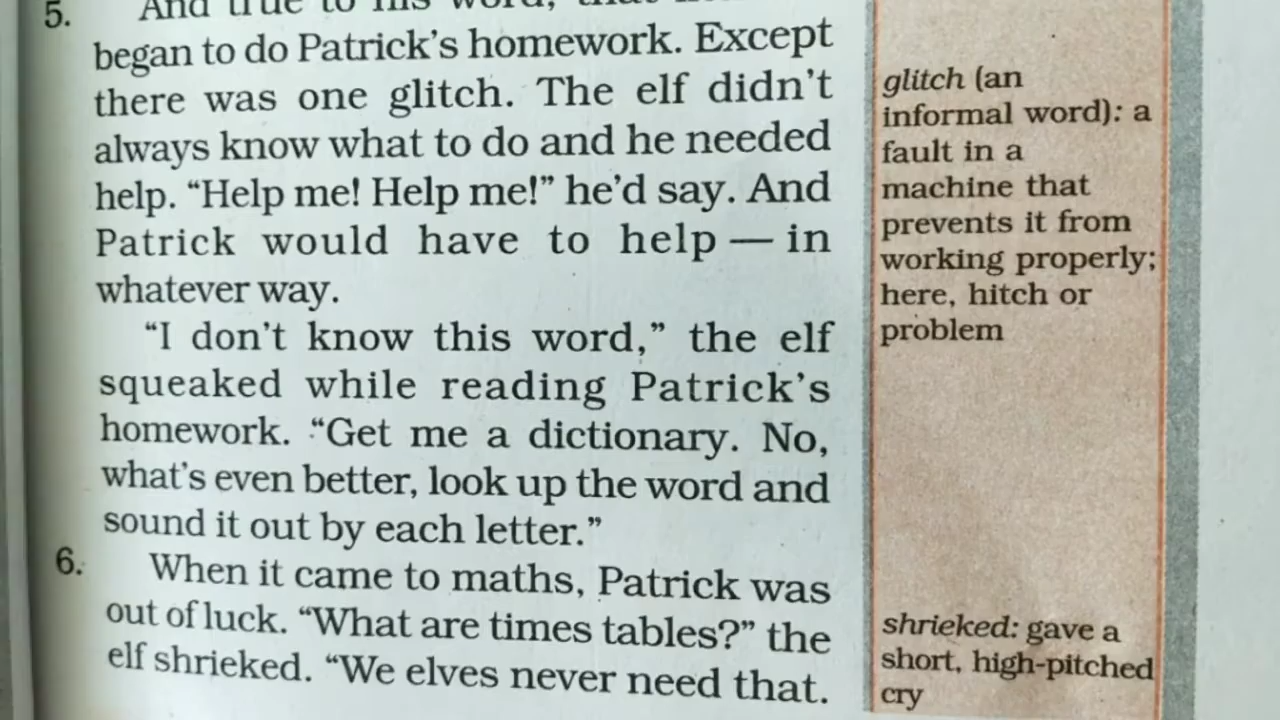 5. And true to his word, that
began to do Patrick's homework. Except
there was one glitch. The elf didn't
always know what to do and he needed
help. “Help me! Help me!” he'd say. And
Patrick would have to help — in
whatever way.
“I don't know this word,” the elf
squeaked while reading Patrick's
homework. “Get me a dictionary. No,
what's even better, look up the word and
sound it out by each letter.”
6. When it came to maths, Patrick was
out of luck. “What are times tables?” the
elf shrieked. “We elves never need that.
glitch (an
informal word): a
fault in a
machine that
prevents it from
working properly;
here, hitch or
problem
shrieked: gave a
short, high-pitched
cry